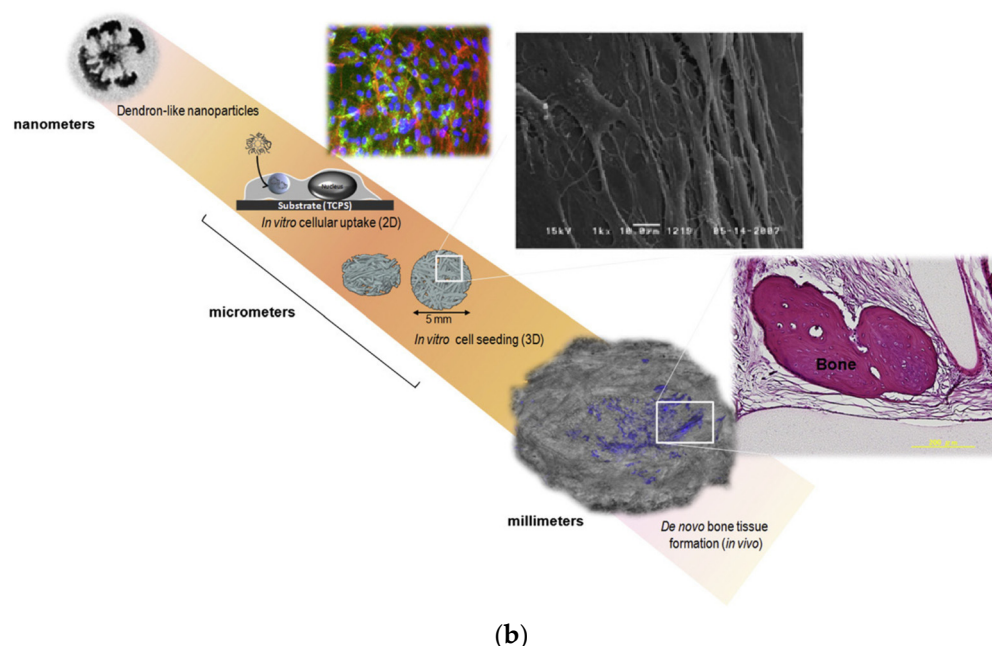 nanometers
Dendron-like nanoparticles
Nucleus
Substrate (TCPS)
In vitro cellular uptake (2D)
micrometers
5 mm
In vitro cell seeding (3D)
15kV 1kx 10.0μm 1219 05-14-2007
Bone
millimeters
De novo bone tissue
formation (in vivo)
(b)